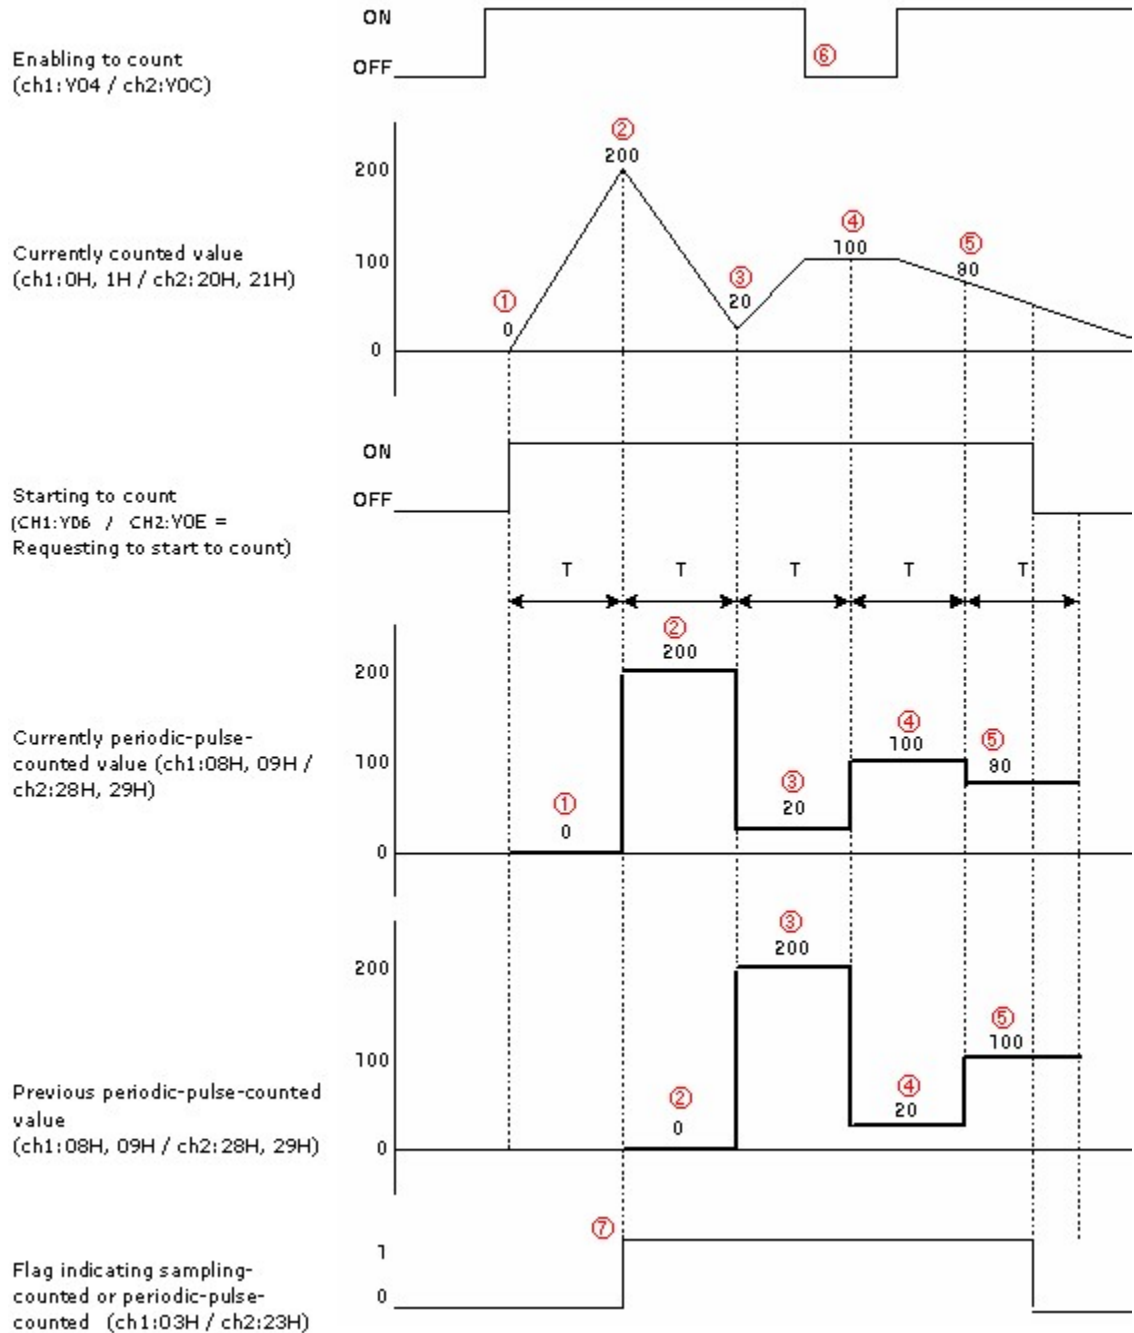 ON
Enabling to count
(ch1:Y04 / ch2:Y0C)
OFF
⑥
②
200
200
Currently counted value
(ch1:0H, 1H / ch2:20H, 21H)
100
④
100
⑤
80
③
20
①
0
0
ON
OFF
Starting to count
(CH1:YD6 / CH2:Y0E =
Requesting to start to count)
T T T T T
②
200
200
Currently periodic-pulse-
counted value (ch1:08H, 09H /
ch2:28H, 29H)
100
④
100
⑤
80
③
20
①
0
0
③
200
200
⑤
100
100
Previous periodic-pulse-counted
value
(ch1:08H, 09H / ch2:28H, 29H)
④
20
②
0
0
⑦
1
0
Flag indicating sampling-
counted or periodic-pulse-
counted (ch1:03H / ch2:23H)